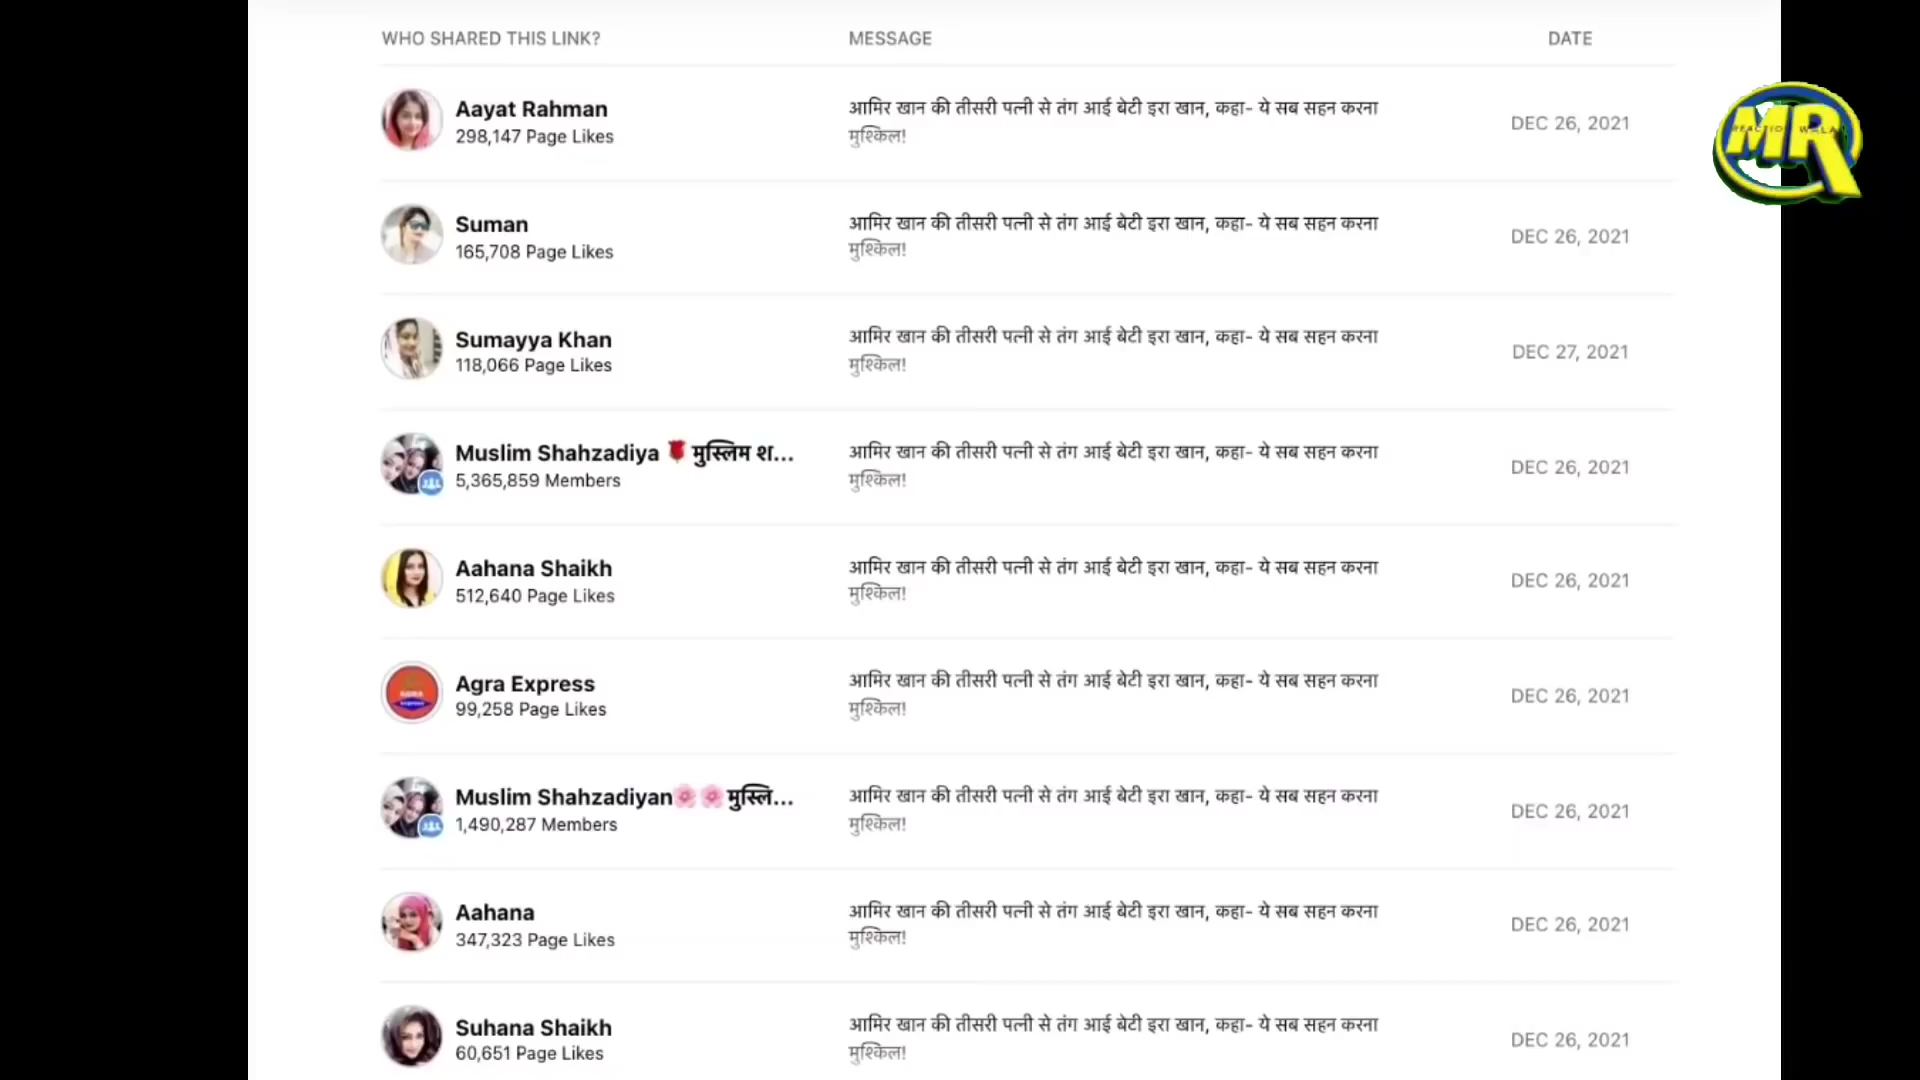 WHO SHARED THIS LINK? MESSAGE DATE
Aayat Rahman
298,147 Page Likes
आमिर खान की तीसरी पत्नी से तंग आई बेटी इरा खान, कहा- ये सब सहन करना
मुश्किल!
DEC 26, 2021
MR
REACTION WALA
Suman
165,708 Page Likes
आमिर खान की तीसरी पत्नी से तंग आई बेटी इरा खान, कहा- ये सब सहन करना
मुश्किल!
DEC 26, 2021
Sumayya Khan
118,066 Page Likes
आमिर खान की तीसरी पत्नी से तंग आई बेटी इरा खान, कहा- ये सब सहन करना
मुश्किल!
DEC 27, 2021
Muslim Shahzadiya 🌹मुस्लिम श...
5,365,859 Members
आमिर खान की तीसरी पत्नी से तंग आई बेटी इरा खान, कहा- ये सब सहन करना
मुश्किल!
DEC 26, 2021
Aahana Shaikh
512,640 Page Likes
आमिर खान की तीसरी पत्नी से तंग आई बेटी इरा खान, कहा- ये सब सहन करना
मुश्किल!
DEC 26, 2021
Agra Express
99,258 Page Likes
आमिर खान की तीसरी पत्नी से तंग आई बेटी इरा खान, कहा- ये सब सहन करना
मुश्किल!
DEC 26, 2021
Muslim Shahzadiyan🌸🌸मुस्लि...
1,490,287 Members
आमिर खान की तीसरी पत्नी से तंग आई बेटी इरा खान, कहा- ये सब सहन करना
मुश्किल!
DEC 26, 2021
Aahana
347,323 Page Likes
आमिर खान की तीसरी पत्नी से तंग आई बेटी इरा खान, कहा- ये सब सहन करना
मुश्किल!
DEC 26, 2021
Suhana Shaikh
60,651 Page Likes
आमिर खान की तीसरी पत्नी से तंग आई बेटी इरा खान, कहा- ये सब सहन करना
मुश्किल!
DEC 26, 2021